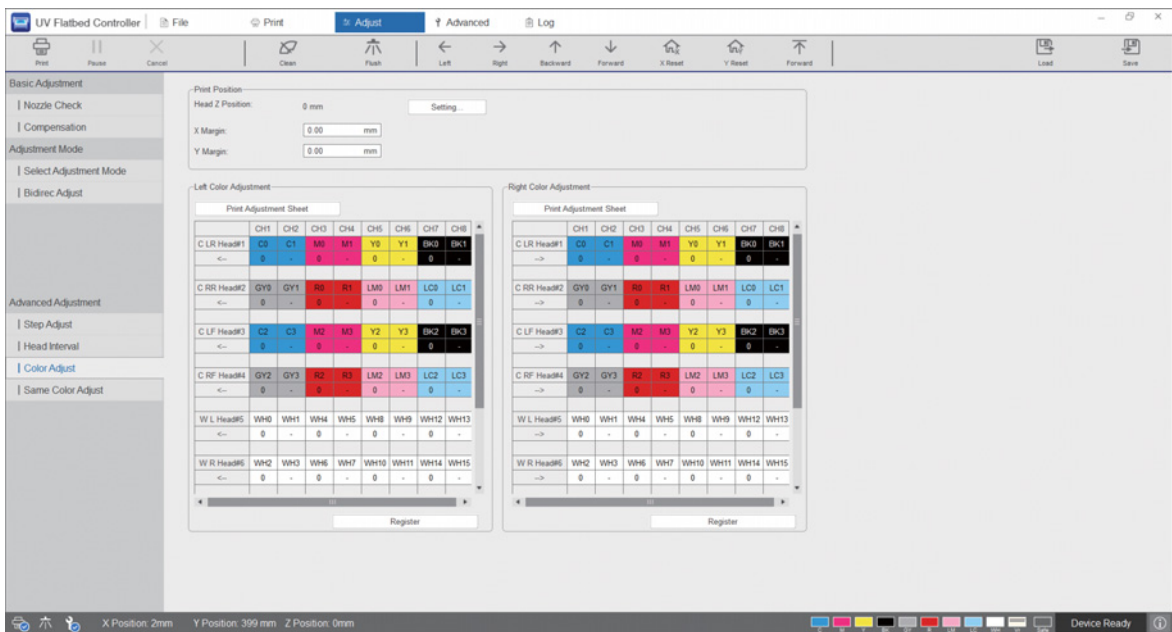 UV Flatbed Controller File Print Adjust Advanced Log
Print Pause Cancel Clean Flush Left Right Backward Forward X Reset Y Reset Forward Load Save
Basic Adjustment
Nozzle Check
Compensation
Adjustment Mode
Select Adjustment Mode
Bidirec Adjust
Advanced Adjustment
Step Adjust
Head Interval
Color Adjust
Same Color Adjust
Print Position
Head Z Position: 0 mm Setting...
X Margin: 0.00 mm
Y Margin: 0.00 mm
Left Color Adjustment
Print Adjustment Sheet
CH1 CH2 CH3 CH4 CH5 CH6 CH7 CH8
C LR Head#1 C0 C1 M0 M1 Y0 Y1 BK0 BK1
<-- 0 - 0 - 0 - 0 -
C RR Head#2 GY0 GY1 R0 R1 LM0 LM1 LC0 LC1
<-- 0 - 0 - 0 - 0 -
C LF Head#3 C2 C3 M2 M3 Y2 Y3 BK2 BK3
<-- 0 - 0 - 0 - 0 -
C RF Head#4 GY2 GY3 R2 R3 LM2 LM3 LC2 LC3
<-- 0 - 0 - 0 - 0 -
W L Head#5 WH0 WH1 WH4 WH5 WH8 WH9 WH12 WH13
<-- 0 - 0 - 0 - 0 -
W R Head#6 WH2 WH3 WH6 WH7 WH10 WH11 WH14 WH15
<-- 0 - 0 - 0 - 0 -
Register
Right Color Adjustment
Print Adjustment Sheet
CH1 CH2 CH3 CH4 CH5 CH6 CH7 CH8
C LR Head#1 C0 C1 M0 M1 Y0 Y1 BK0 BK1
--> 0 - 0 - 0 - 0 -
C RR Head#2 GY0 GY1 R0 R1 LM0 LM1 LC0 LC1
--> 0 - 0 - 0 - 0 -
C LF Head#3 C2 C3 M2 M3 Y2 Y3 BK2 BK3
--> 0 - 0 - 0 - 0 -
C RF Head#4 GY2 GY3 R2 R3 LM2 LM3 LC2 LC3
--> 0 - 0 - 0 - 0 -
W L Head#5 WH0 WH1 WH4 WH5 WH8 WH9 WH12 WH13
--> 0 - 0 - 0 - 0 -
W R Head#6 WH2 WH3 WH6 WH7 WH10 WH11 WH14 WH15
--> 0 - 0 - 0 - 0 -
Register
X Position: 2mm Y Position: 399 mm Z Position: 0mm Device Ready
C M Y BK GY R LM LC WH